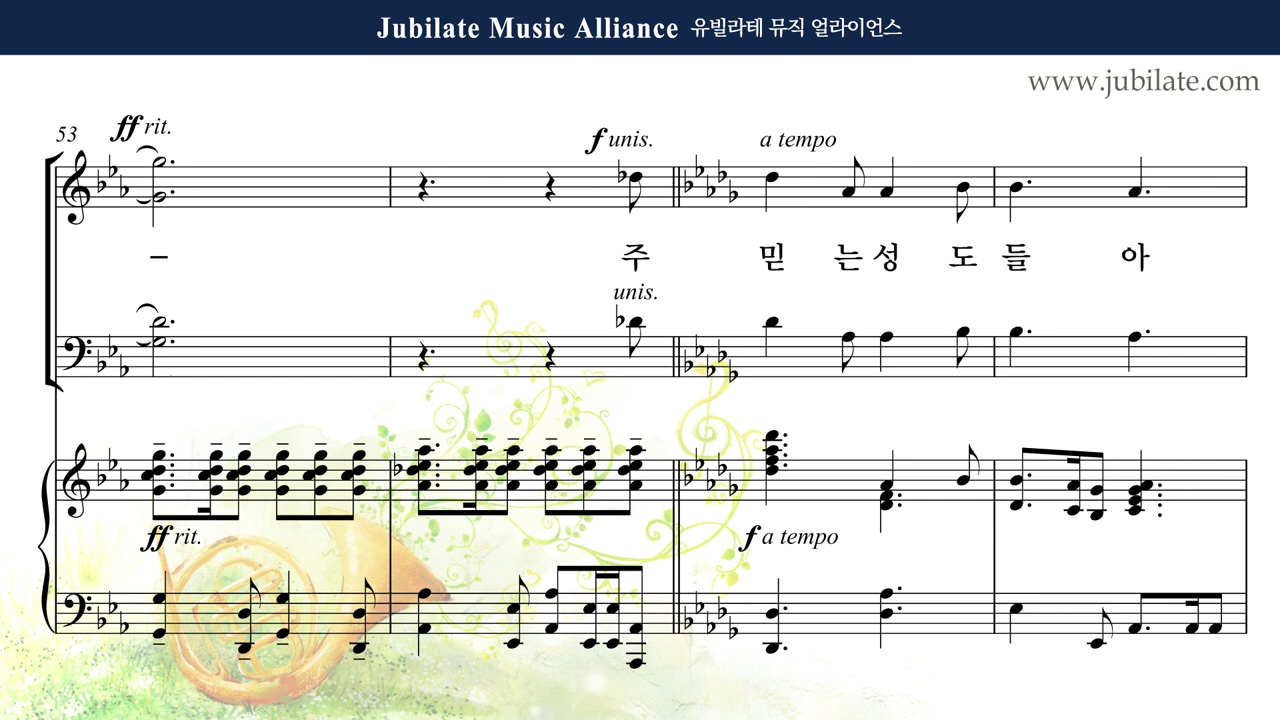 Jubilate Music Alliance 유빌라테 뮤직 얼라이언스
www.jubilate.com
53 ff rit. f unis. a tempo
– 주 믿 는 성 도 들 아
unis.
ff rit. f a tempo